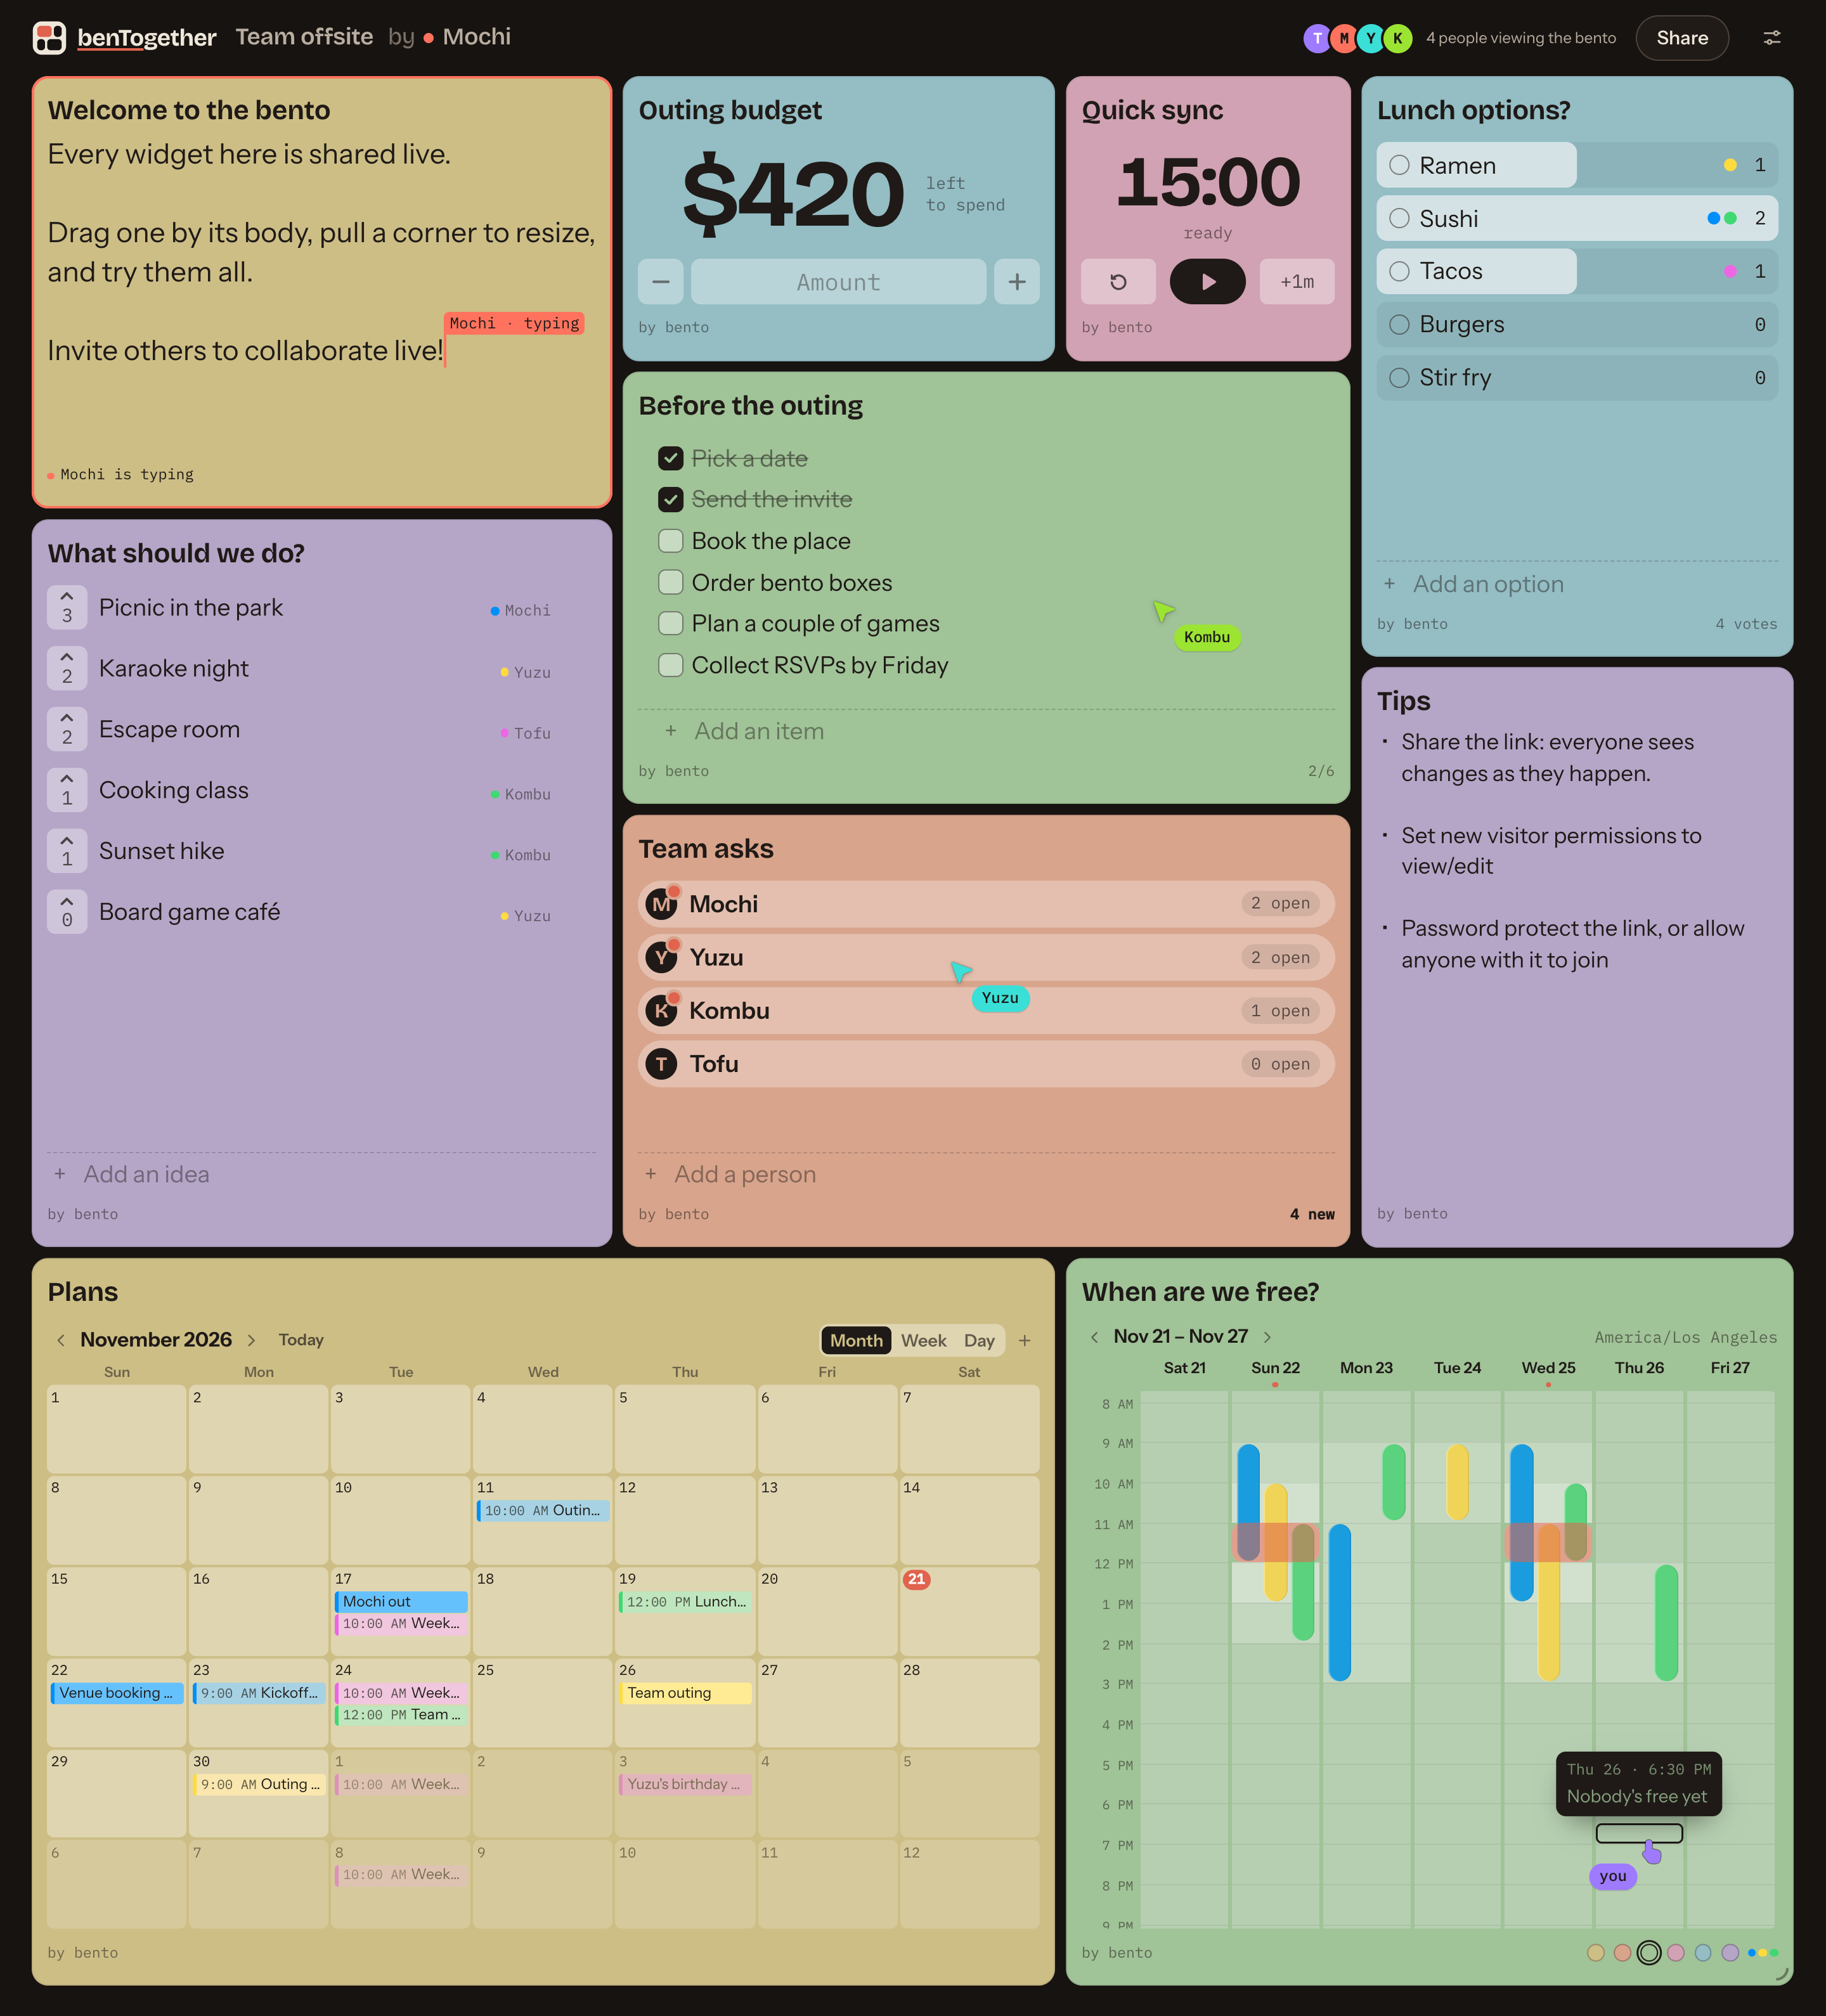 benTogether Team offsite by Mochi
T M Y K 4 people viewing the bento Share
Welcome to the bento
Every widget here is shared live.
Drag one by its body, pull a corner to resize,
and try them all.
Mochi · typing
Invite others to collaborate live!
Mochi is typing
Outing budget
$420
left
to spend
− Amount +
by bento
Quick sync
15:00
ready
+1m
by bento
Lunch options?
Ramen 1
Sushi 2
Tacos 1
Burgers 0
Stir fry 0
+ Add an option
by bento 4 votes
What should we do?
3 Picnic in the park Mochi
2 Karaoke night Yuzu
2 Escape room Tofu
1 Cooking class Kombu
1 Sunset hike Kombu
0 Board game café Yuzu
+ Add an idea
by bento
Before the outing
Pick a date
Send the invite
Book the place
Order bento boxes
Plan a couple of games
Collect RSVPs by Friday
Kombu
+ Add an item
by bento 2/6
Team asks
M Mochi 2 open
Y Yuzu 2 open
Yuzu
K Kombu 1 open
T Tofu 0 open
+ Add a person
by bento 4 new
Tips
· Share the link: everyone sees
changes as they happen.
· Set new visitor permissions to
view/edit
· Password protect the link, or allow
anyone with it to join
by bento
Plans
November 2026 Today Month Week Day +
Sun Mon Tue Wed Thu Fri Sat
1 2 3 4 5 6 7
8 9 10 11 12 13 14
10:00 AM Outin...
15 16 17 18 19 20 21
Mochi out 12:00 PM Lunch...
10:00 AM Week...
22 23 24 25 26 27 28
Venue booking ... 9:00 AM Kickoff... 10:00 AM Week... Team outing
12:00 PM Team ...
29 30 1 2 3 4 5
9:00 AM Outing ... 10:00 AM Week... Yuzu's birthday ...
6 7 8 9 10 11 12
10:00 AM Week...
by bento
When are we free?
Nov 21 – Nov 27 America/Los Angeles
Sat 21 Sun 22 Mon 23 Tue 24 Wed 25 Thu 26 Fri 27
8 AM
9 AM
10 AM
11 AM
12 PM
1 PM
2 PM
3 PM
4 PM
5 PM
6 PM
7 PM
8 PM
9 PM
Thu 26 · 6:30 PM
Nobody's free yet
you
by bento